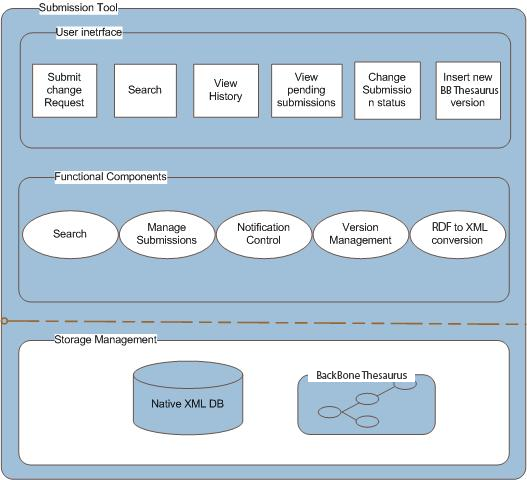 Submission Tool
User inetrface
Submit
change
Request
Search
View
History
View
pending
submissions
Change
Submissio
n status
Insert new
BB Thesaurus
version
Functional Components
Search
Manage
Submissions
Notification
Control
Version
Management
RDF to XML
conversion
Storage Management
Native XML DB
BackBone Thesaurus